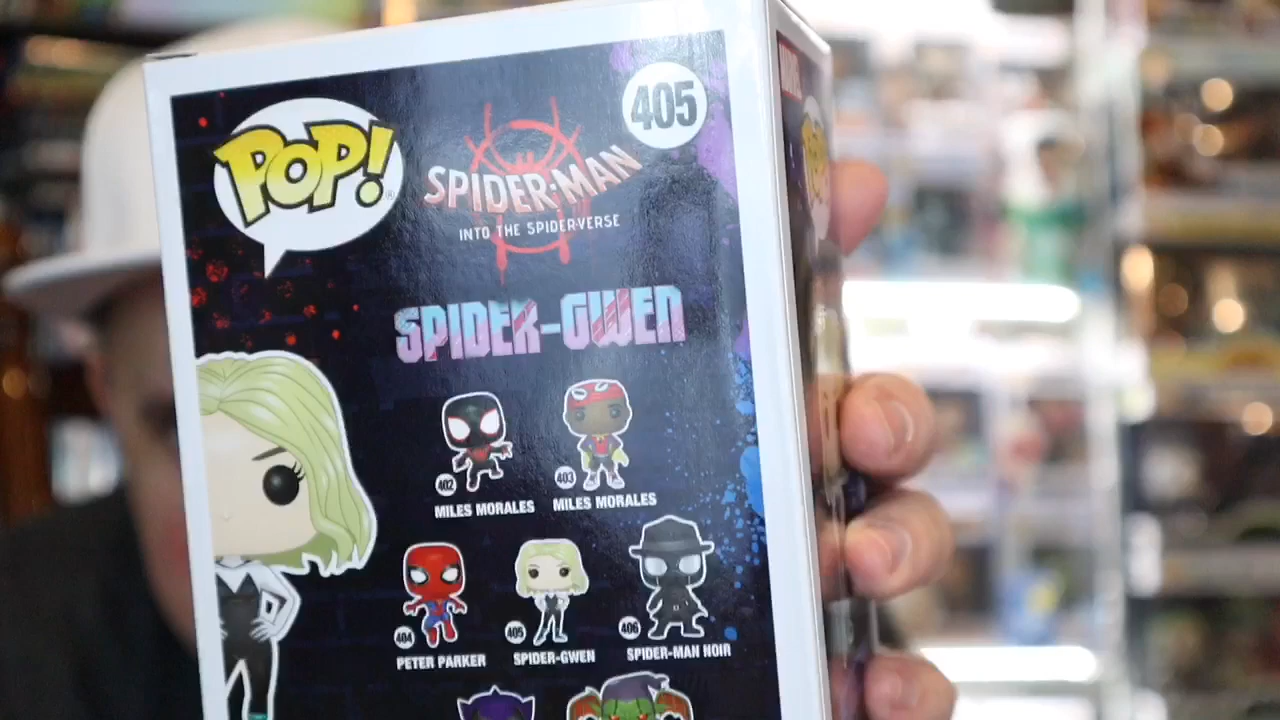 POP!
SPIDER-MAN
INTO THE SPIDER-VERSE
405
SPIDER-GWEN
402
MILES MORALES
403
MILES MORALES
404
PETER PARKER
405
SPIDER-GWEN
406
SPIDER-MAN NOIR